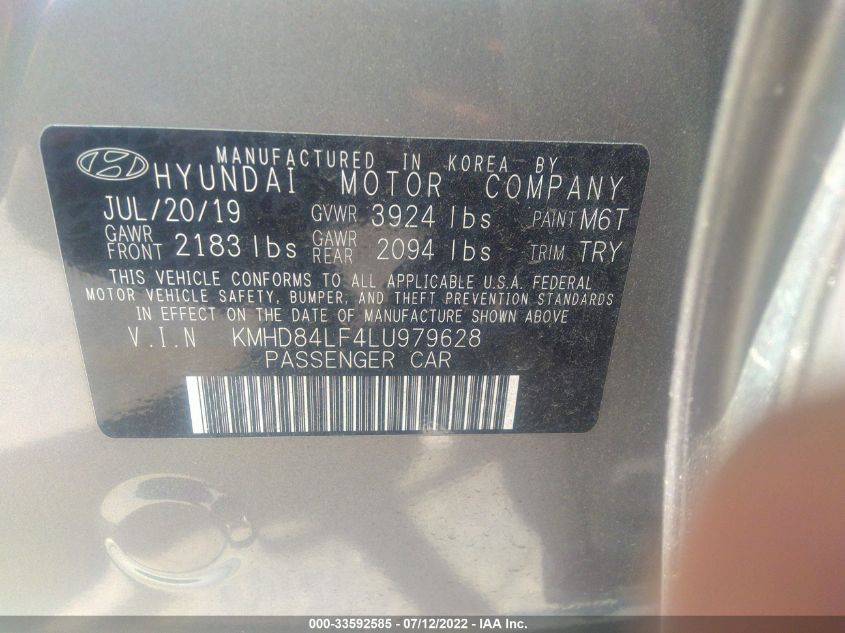 MANUFACTURED IN KOREA BY
HYUNDAI MOTOR COMPANY
JUL/20/19 GVWR 3924 lbs PAINT M6T
GAWR FRONT 2183 lbs GAWR REAR 2094 lbs TRIM TRY
THIS VEHICLE CONFORMS TO ALL APPLICABLE U.S.A. FEDERAL
MOTOR VEHICLE SAFETY, BUMPER, AND THEFT PREVENTION STANDARDS
IN EFFECT ON THE DATE OF MANUFACTURE SHOWN ABOVE
V.I.N KMHD84LF4LU979628
PASSENGER CAR
000-33592585 - 07/12/2022 - IAA Inc.